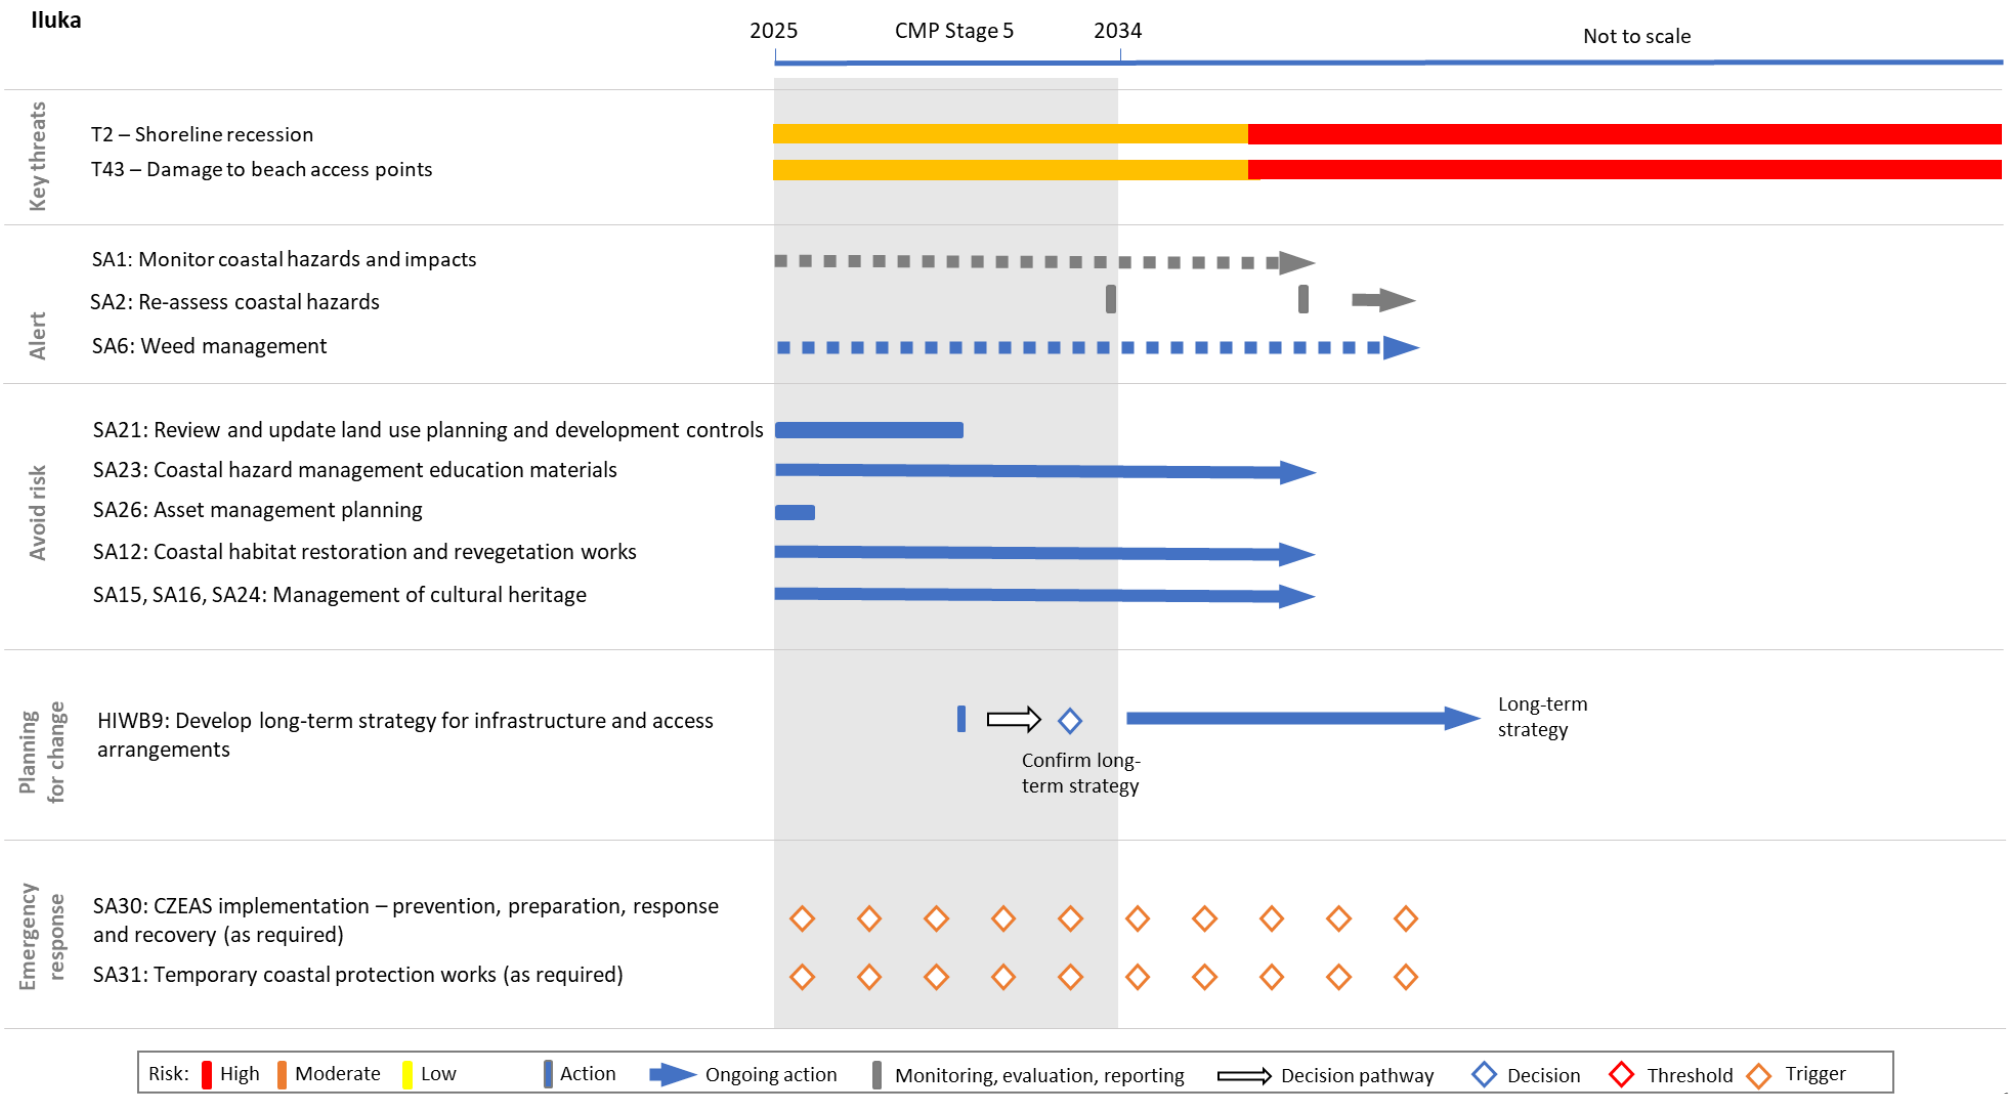 Iluka
2025
CMP Stage 5
2034
Not to scale
Key threats
T2 – Shoreline recession
T43 – Damage to beach access points
Alert
SA1: Monitor coastal hazards and impacts
SA2: Re-assess coastal hazards
SA6: Weed management
Avoid risk
SA21: Review and update land use planning and development controls
SA23: Coastal hazard management education materials
SA26: Asset management planning
SA12: Coastal habitat restoration and revegetation works
SA15, SA16, SA24: Management of cultural heritage
Planning
for change
HIWB9: Develop long-term strategy for infrastructure and access
arrangements
Confirm long-
term strategy
Long-term
strategy
Emergency
response
SA30: CZEAS implementation – prevention, preparation, response
and recovery (as required)
SA31: Temporary coastal protection works (as required)
Risk: High Moderate Low Action Ongoing action Monitoring, evaluation, reporting Decision pathway Decision Threshold Trigger